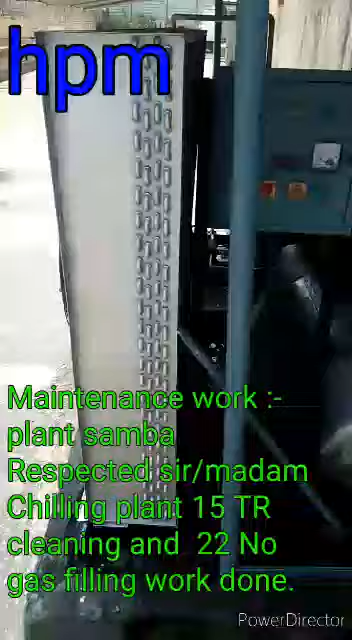 hpm
Maintenance work :-
plant samba
Respected sir/madam
Chilling plant 15 TR
cleaning and 22 No
gas filling work done.
PowerDirector